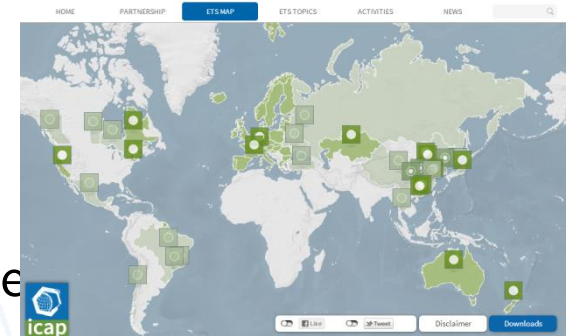 HOME PARTNERSHIP ETS MAP ETS TOPICS ACTIVITIES NEWS
e
icap
Like Tweet Disclaimer Downloads